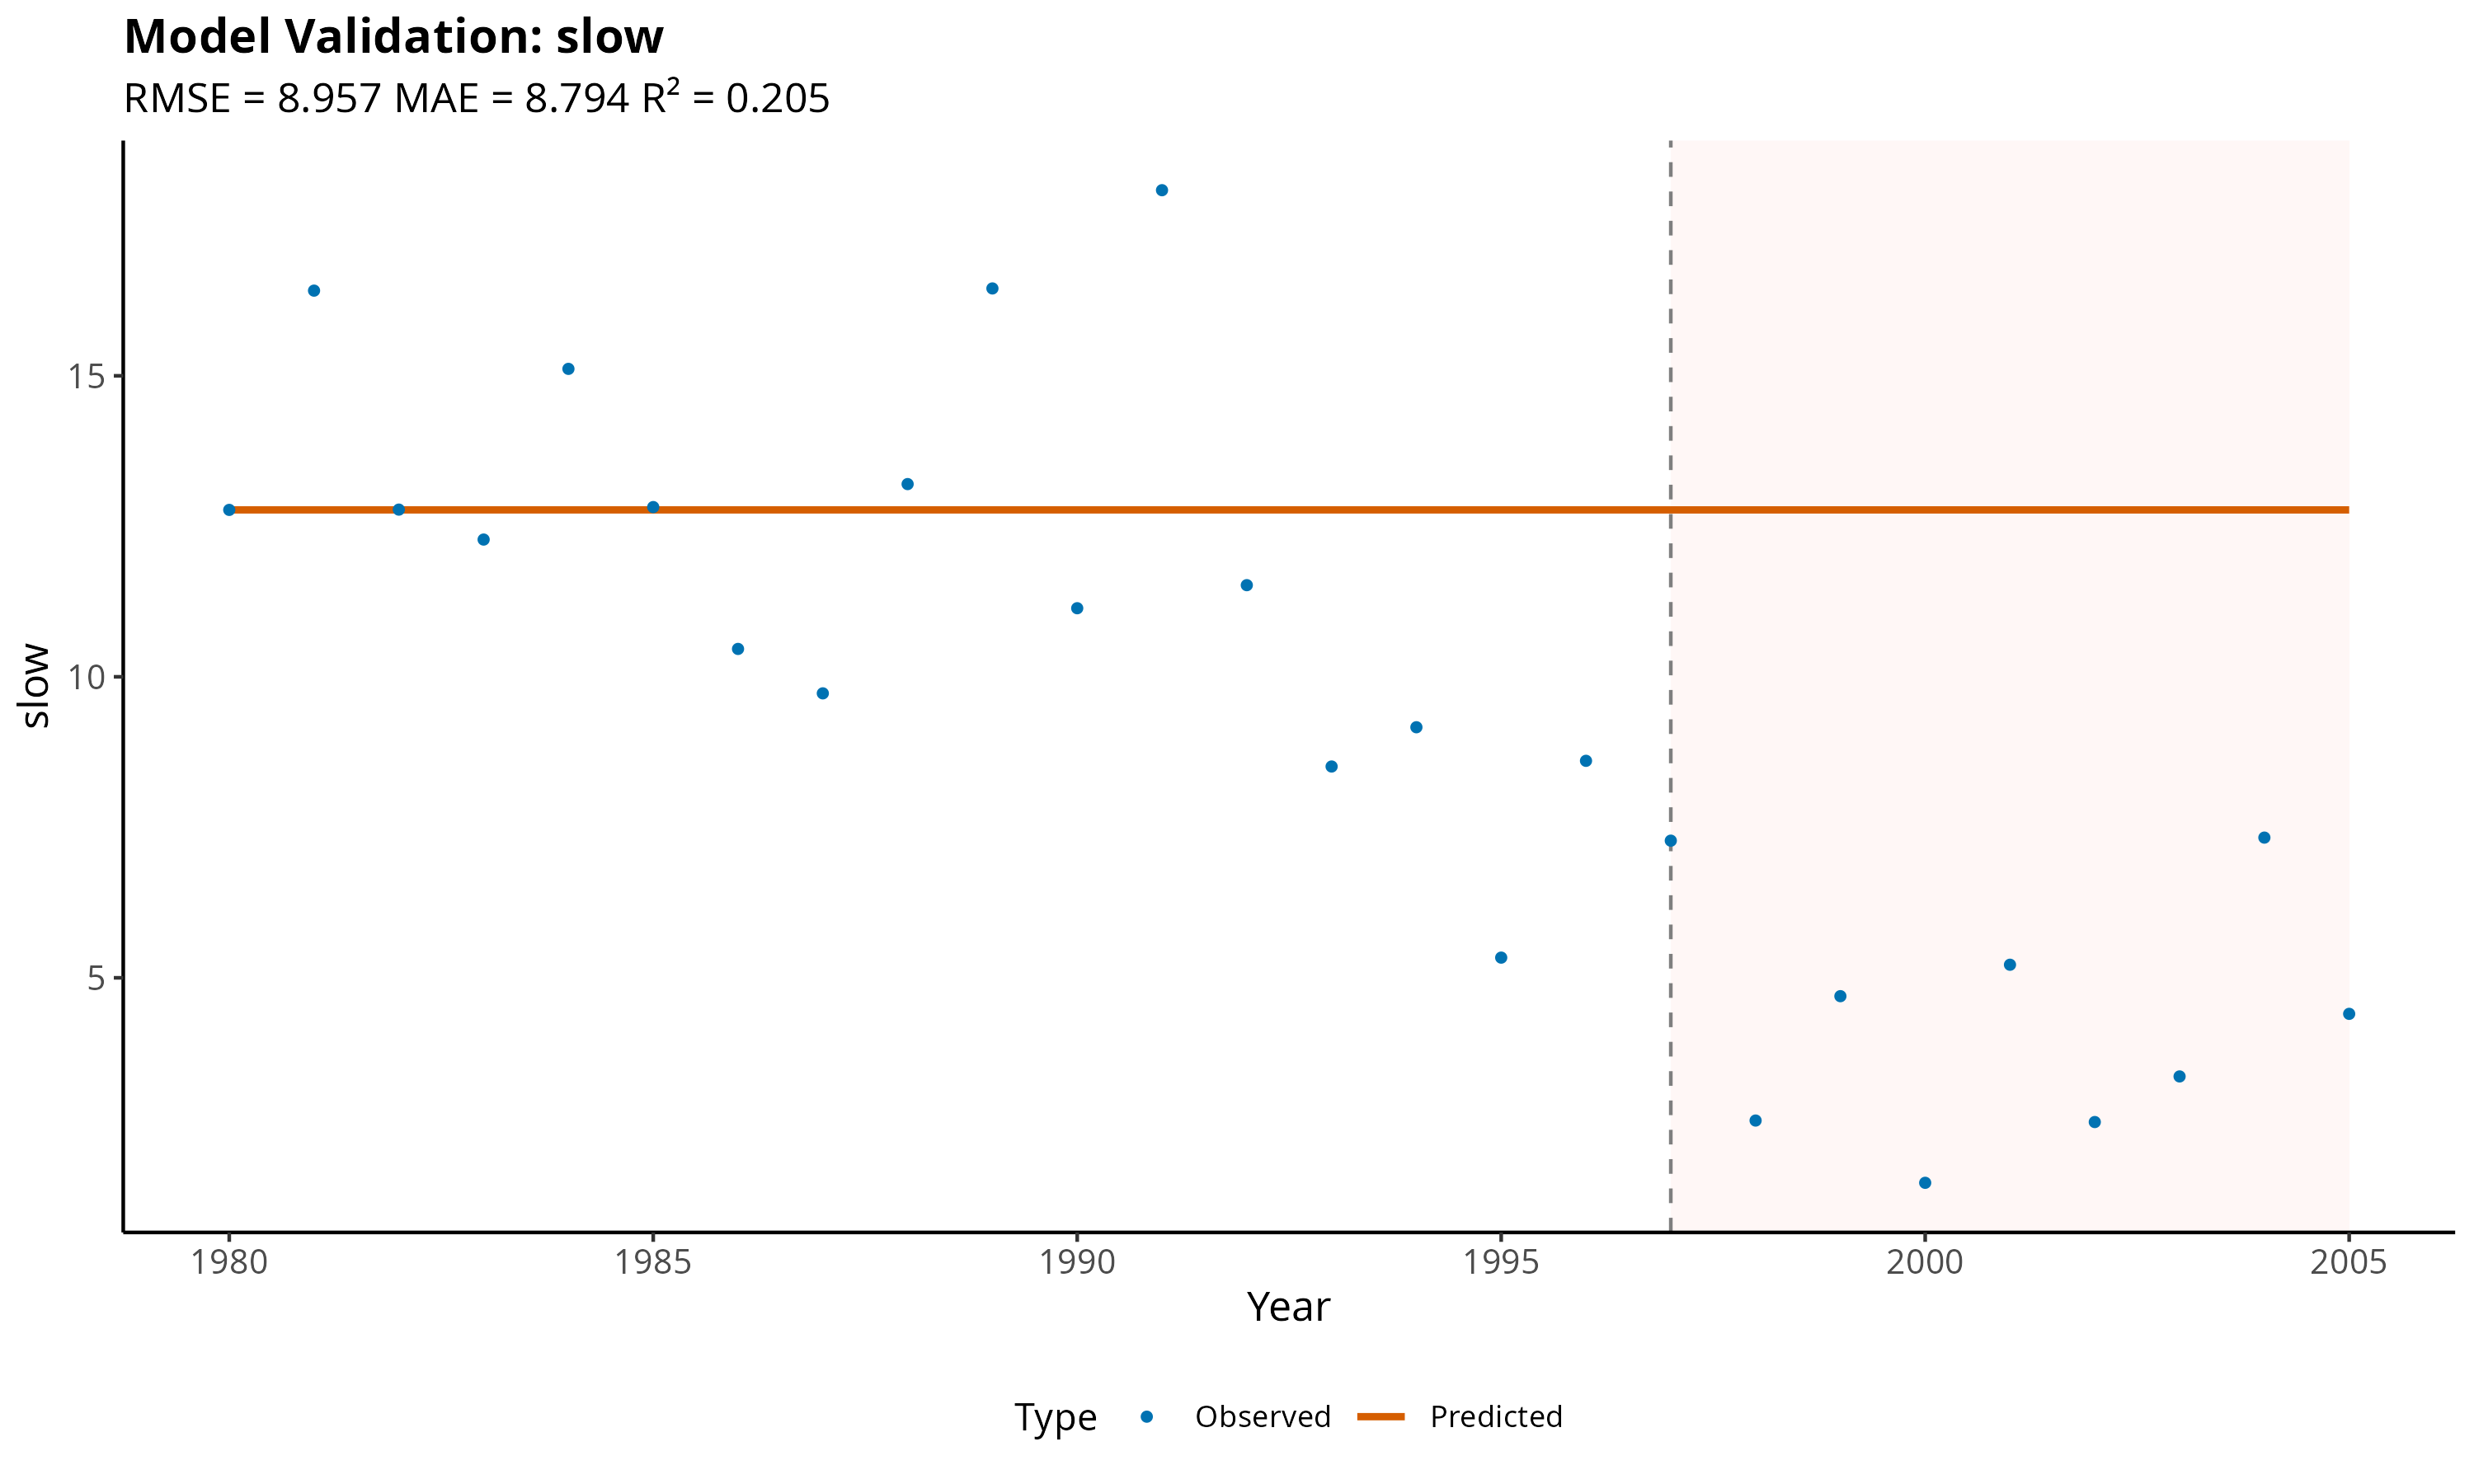 Model Validation: slow
RMSE = 8.957 MAE = 8.794 R² = 0.205
slow
15
10
5
1980 1985 1990 1995 2000 2005
Year
Type Observed Predicted